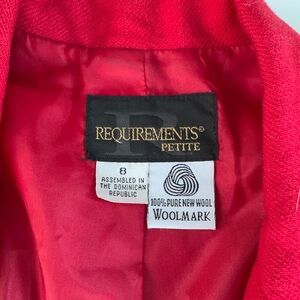 REQUIREMENTS®
PETITE
8
ASSEMBLED IN
THE DOMINICAN
REPUBLIC
100% PURE NEW WOOL
WOOLMARK